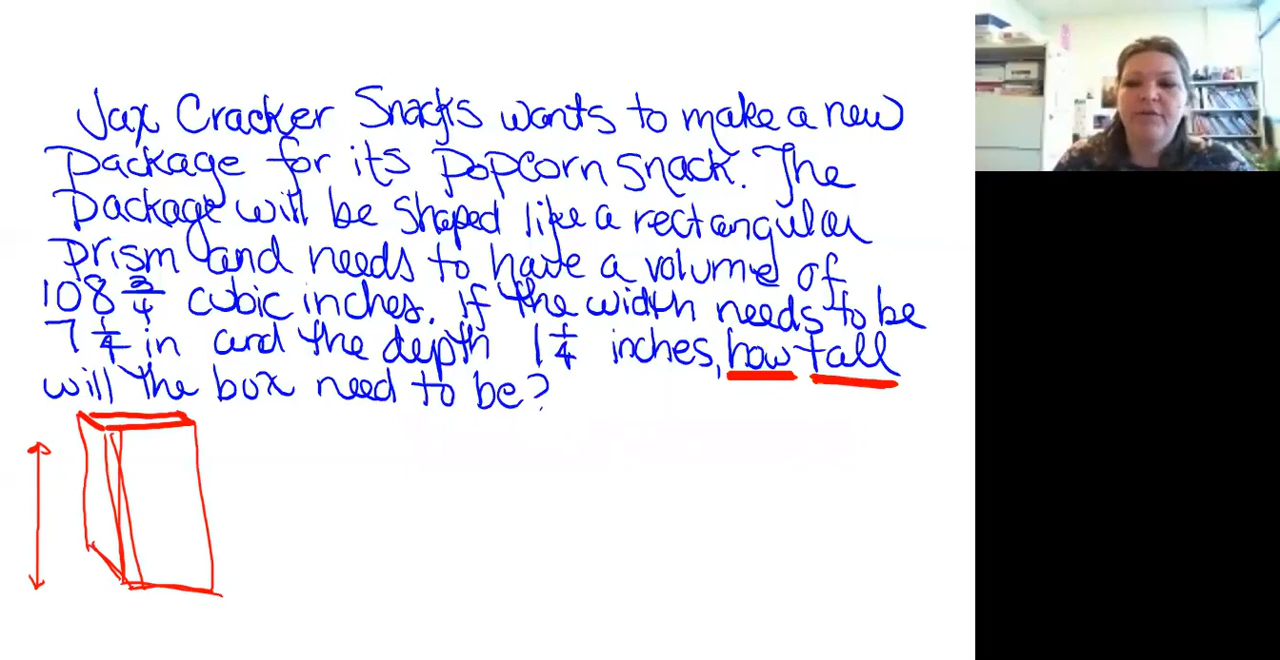 Jax Cracker Snacks wants to make a new
package for its popcorn snack. The
package will be shaped like a rectangular
prism and needs to have a volume of
108 3/4 cubic inches. If the width needs to be
7 1/4 in and the depth 1 1/4 inches, how tall
will the box need to be?